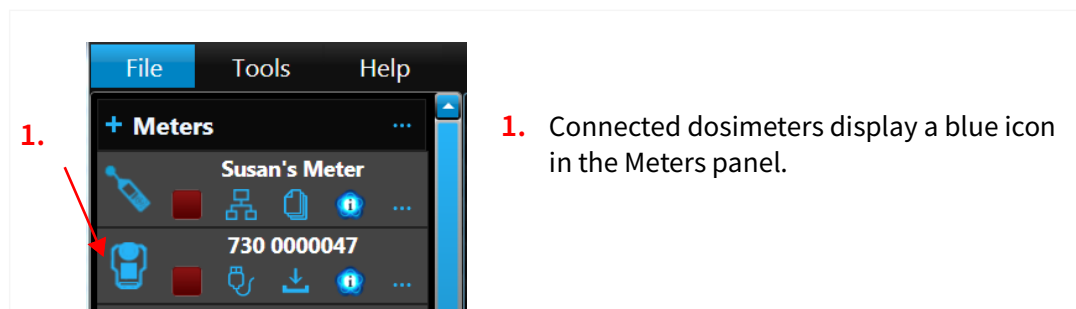 File Tools Help
+ Meters ...
1.
Susan's Meter
...
730 0000047
...
1. Connected dosimeters display a blue icon
in the Meters panel.